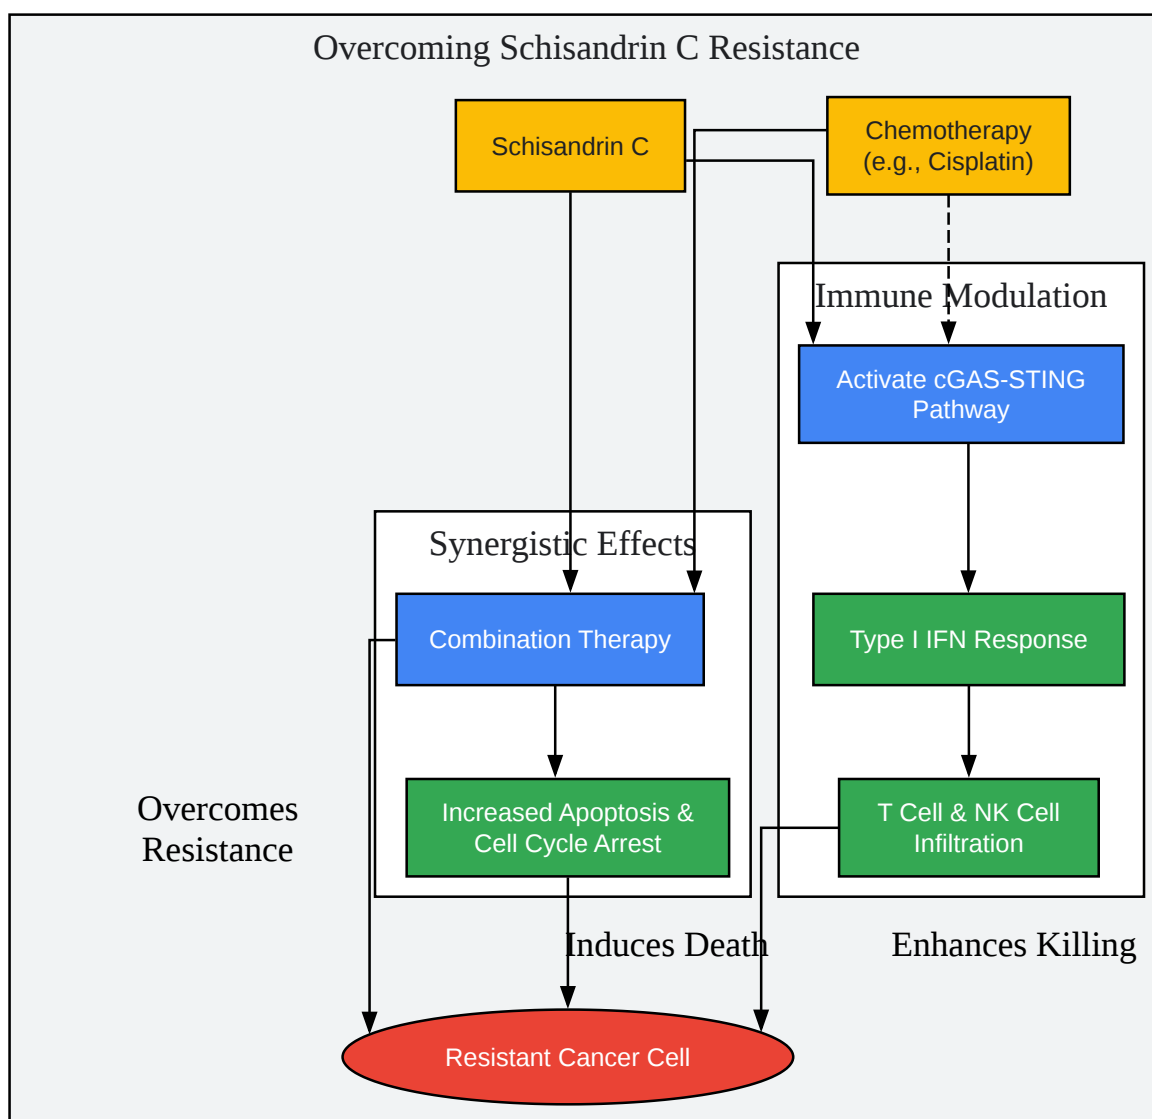 Overcoming Schisandrin C Resistance
Schisandrin C
Chemotherapy
(e.g., Cisplatin)
Immune Modulation
Activate cGAS-STING
Pathway
Synergistic Effects
Combination Therapy
Type I IFN Response
Overcomes
Resistance
Increased Apoptosis &
Cell Cycle Arrest
T Cell & NK Cell
Infiltration
Induces Death
Enhances Killing
Resistant Cancer Cell